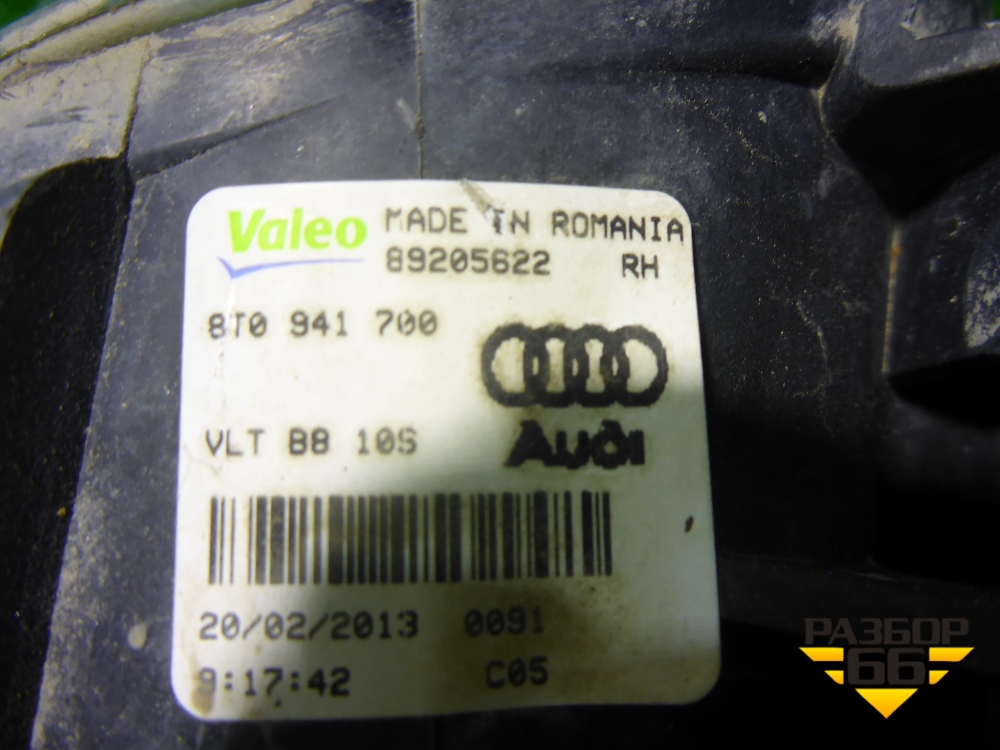 Valeo MADE IN ROMANIA
89205622 RH
8T0 941 700
VLT B8 10S
Audi
20/02/2013 0091
9:17:42 C05
РАЗБОР
66